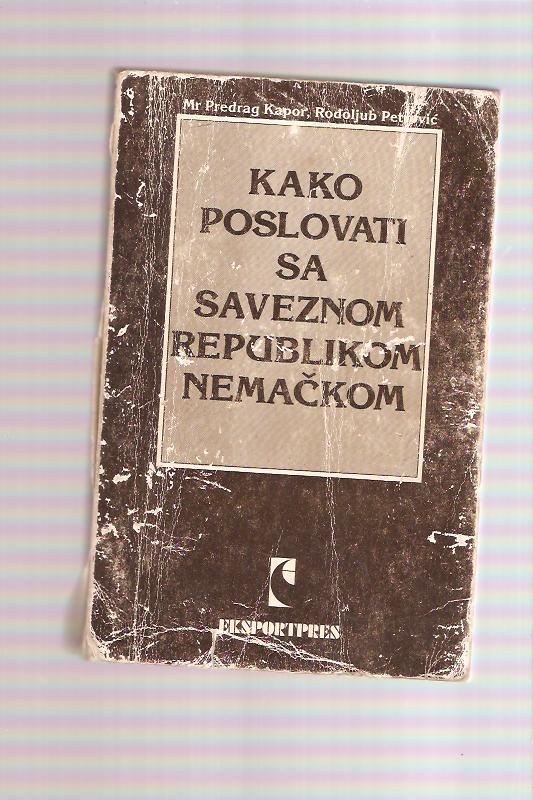 Mr Predrag Kapor, Rodoljub Petrović
KAKO
POSLOVATI
SA
SAVEZNOM
REPUBLIKOM
NEMAČKOM
EKSPORTPRES